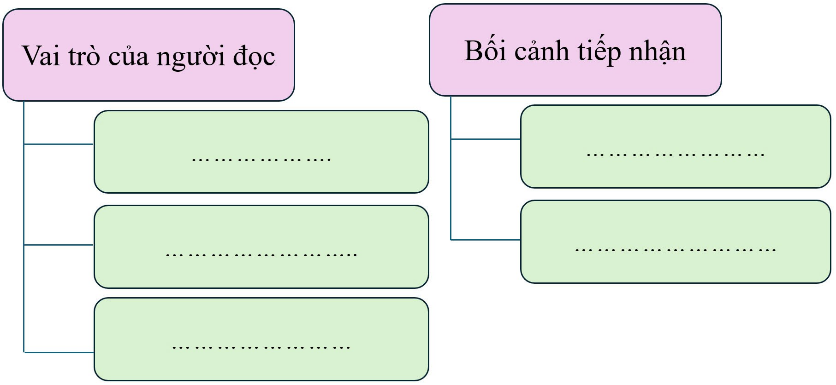 Vai trò của người đọc
……………….
……………………..
……………………
Bối cảnh tiếp nhận
……………………
………………………